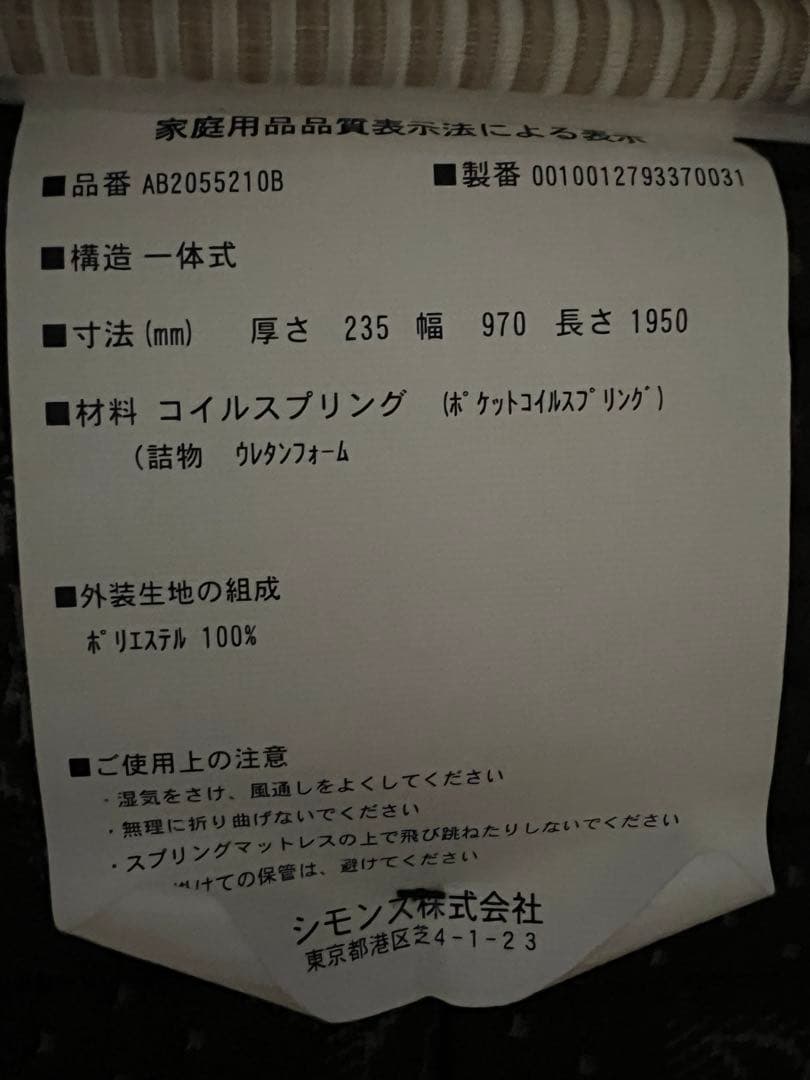 家庭用品品質表示法による表示
■品番 AB2055210B ■製番 0010012793370031
■構造 一体式
■寸法(mm) 厚さ 235 幅 970 長さ 1950
■材料 コイルスプリング (ﾎﾟｹｯﾄｺｲﾙｽﾌﾟﾘﾝｸﾞ)
(詰物 ｳﾚﾀﾝﾌｫｰﾑ
■外装生地の組成
ﾎﾟﾘｴｽﾃﾙ 100%
■ご使用上の注意
・湿気をさけ、風通しをよくしてください
・無理に折り曲げないでください
・スプリングマットレスの上で飛び跳ねたりしないでください
けての保管は、避けてください
シモンズ株式会社
東京都港区芝4-1-23